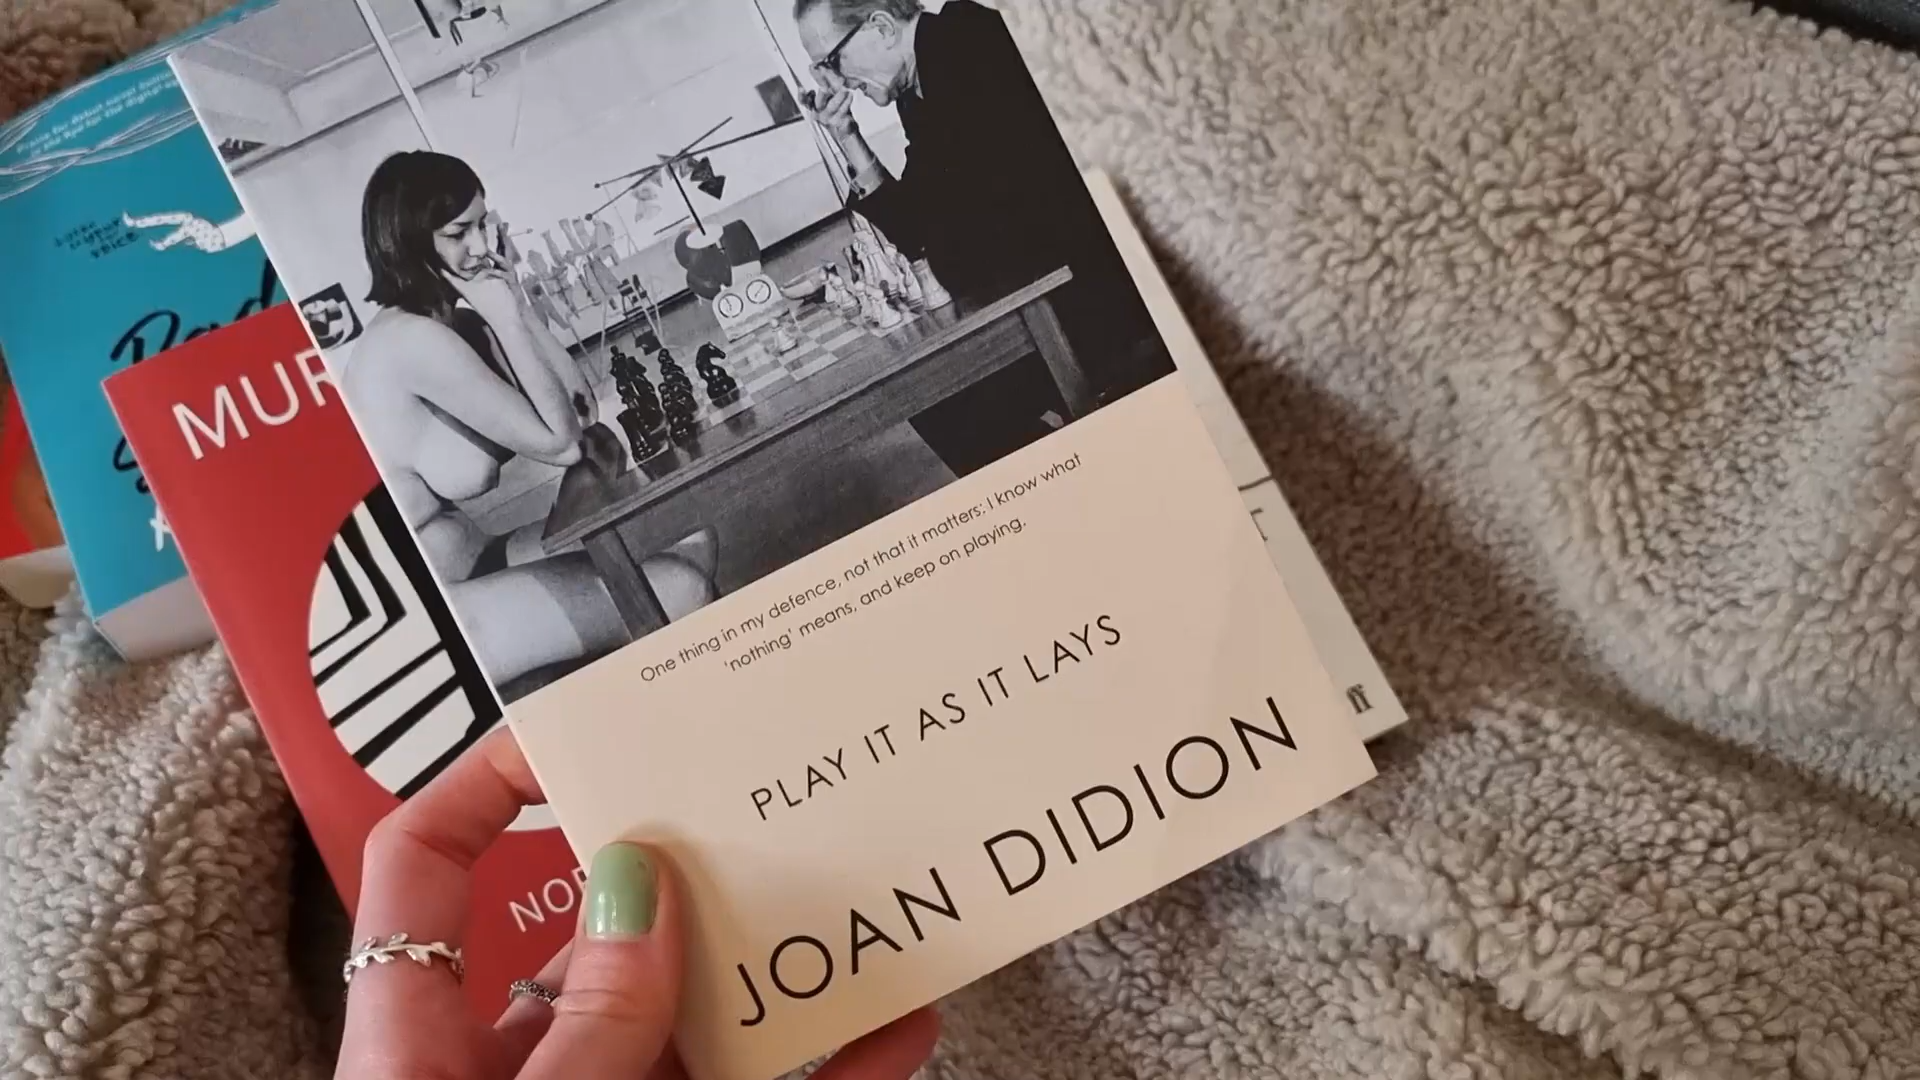 One thing in my defence, not that it matters: I know what
'nothing' means, and keep on playing.
PLAY IT AS IT LAYS
JOAN DIDION
MUR
NOR
ff